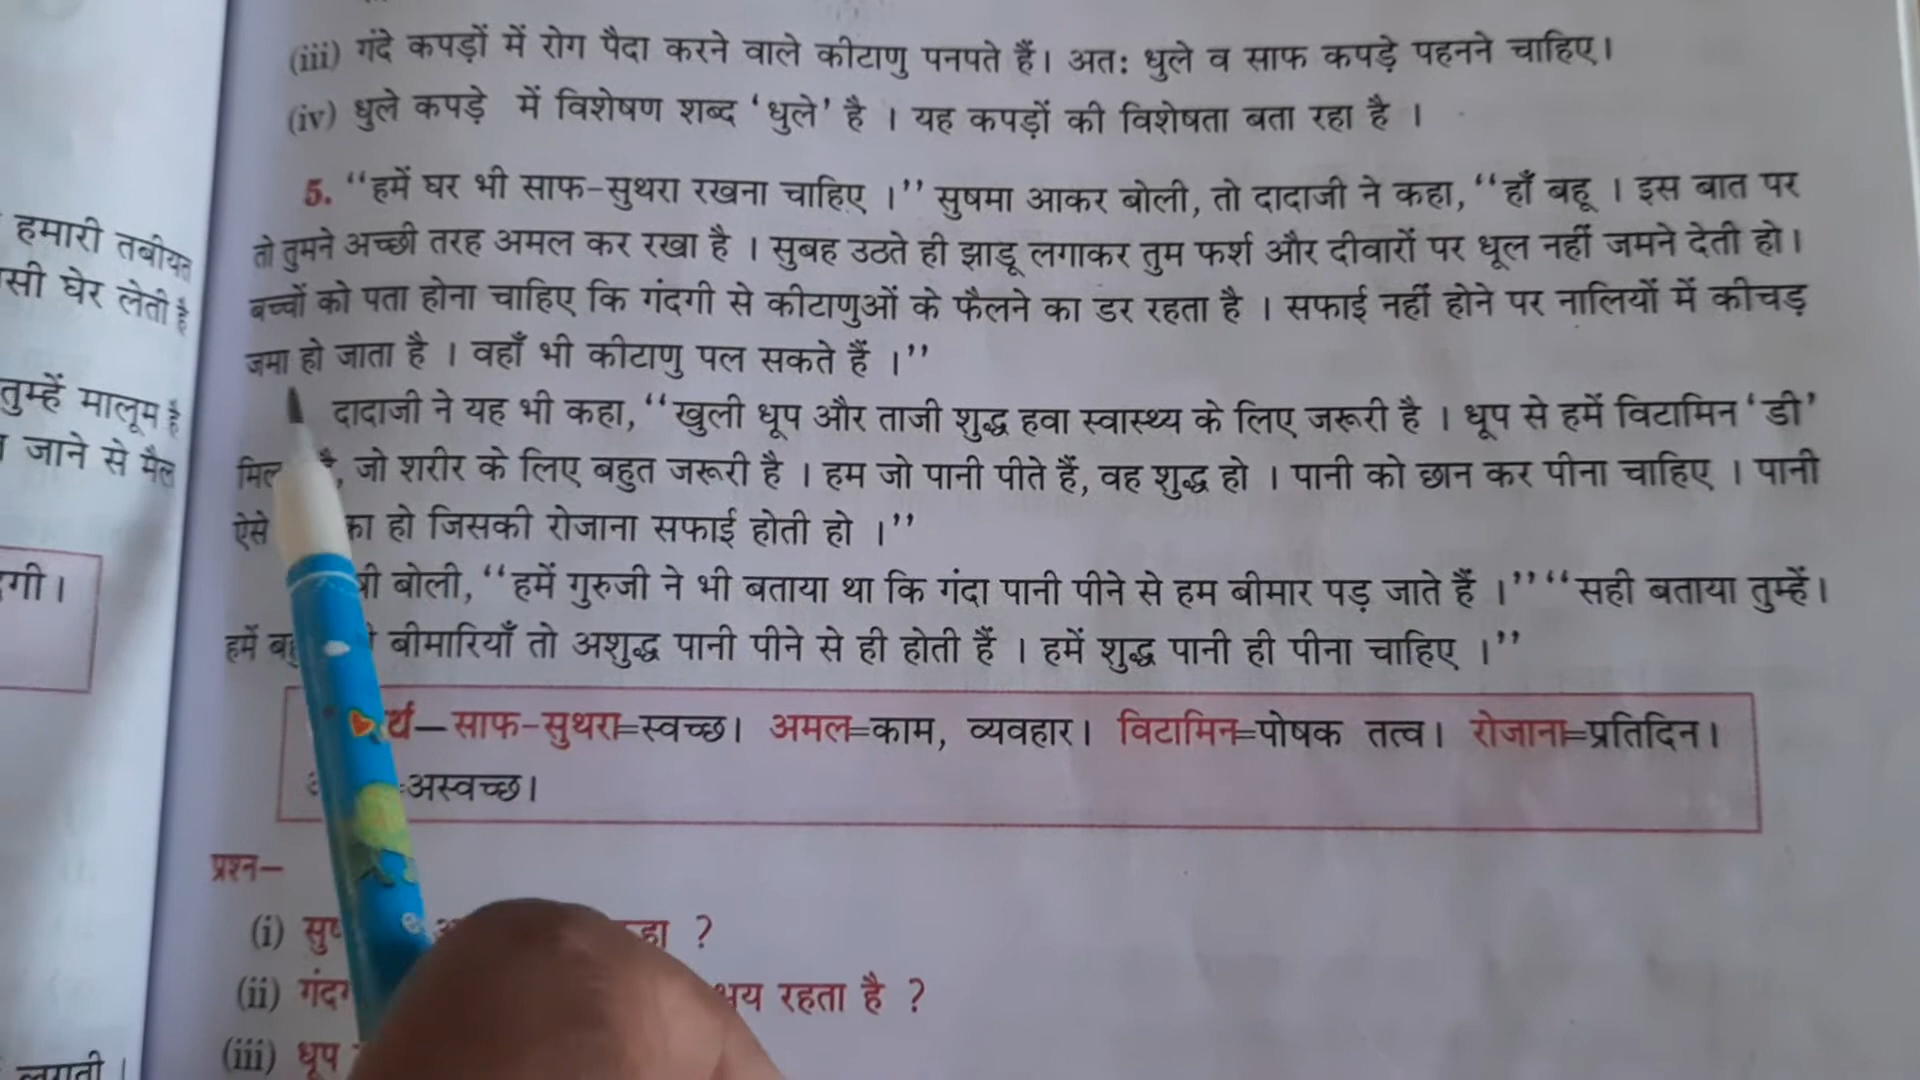 (iii) गंदे कपड़ों में रोग पैदा करने वाले कीटाणु पनपते हैं। अतः धुले व साफ कपड़े पहनने चाहिए।
(iv) धुले कपड़े में विशेषण शब्द ‘धुले’ है । यह कपड़ों की विशेषता बता रहा है ।
5. “हमें घर भी साफ-सुथरा रखना चाहिए ।” सुषमा आकर बोली, तो दादाजी ने कहा, “हाँ बहू । इस बात पर
तो तुमने अच्छी तरह अमल कर रखा है । सुबह उठते ही झाडू लगाकर तुम फर्श और दीवारों पर धूल नहीं जमने देती हो।
बच्चों को पता होना चाहिए कि गंदगी से कीटाणुओं के फैलने का डर रहता है । सफाई नहीं होने पर नालियों में कीचड़
जमा हो जाता है । वहाँ भी कीटाणु पल सकते हैं ।”
दादाजी ने यह भी कहा, “खुली धूप और ताजी शुद्ध हवा स्वास्थ्य के लिए जरूरी है । धूप से हमें विटामिन ‘डी’
जो शरीर के लिए बहुत जरूरी है । हम जो पानी पीते हैं, वह शुद्ध हो । पानी को छान कर पीना चाहिए । पानी
ऐसे का हो जिसकी रोजाना सफाई होती हो ।”
बोली, “हमें गुरुजी ने भी बताया था कि गंदा पानी पीने से हम बीमार पड़ जाते हैं ।” “सही बताया तुम्हें।
हमें बीमारियाँ तो अशुद्ध पानी पीने से ही होती हैं । हमें शुद्ध पानी ही पीना चाहिए ।”
—साफ-सुथरा=स्वच्छ। अमल=काम, व्यवहार। विटामिन=पोषक तत्व। रोजाना=प्रतिदिन।
=अस्वच्छ।
प्रश्न—
(i) ?
(ii) रहता है ?
(iii) धूप
हमारी तबीयत
घेर लेती है
तुम्हें मालूम है
जाने से मैल
लगती।